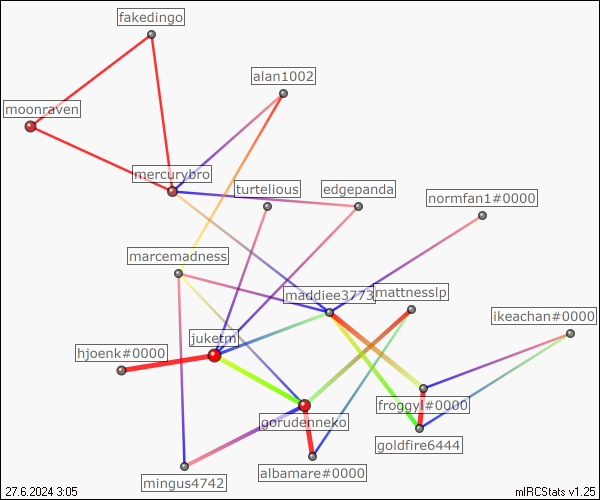 fakedingo
alan1002
moonraven
mercurybro
turtelious
edgepanda
normfan1#0000
marcemadness
maddiee3773
mattnesslp
ikeachan#0000
juketmi
hjoenk#0000
froggyl#0000
gorudenneko
goldfire6444
albamare#0000
mingus4742
27.6.2024 3:05
mIRCStats v1.25